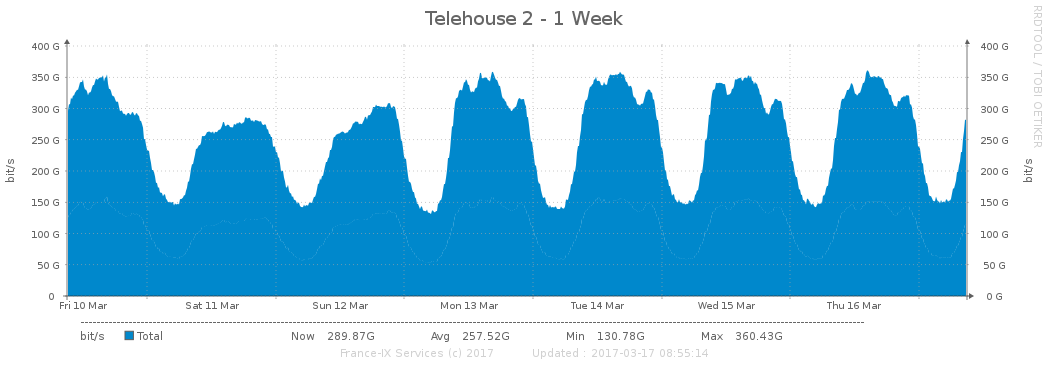 Telehouse 2 - 1 Week
RRDTOOL / TOBI OETIKER
400 G 400 G
350 G 350 G
300 G 300 G
250 G 250 G
200 G 200 G
150 G 150 G
100 G 100 G
50 G 50 G
0 0 G
bit/s
bit/s
Fri 10 Mar Sat 11 Mar Sun 12 Mar Mon 13 Mar Tue 14 Mar Wed 15 Mar Thu 16 Mar
bit/s Total Now 289.87G Avg 257.52G Min 130.78G Max 360.43G
France-IX Services (c) 2017 Updated : 2017-03-17 08:55:14